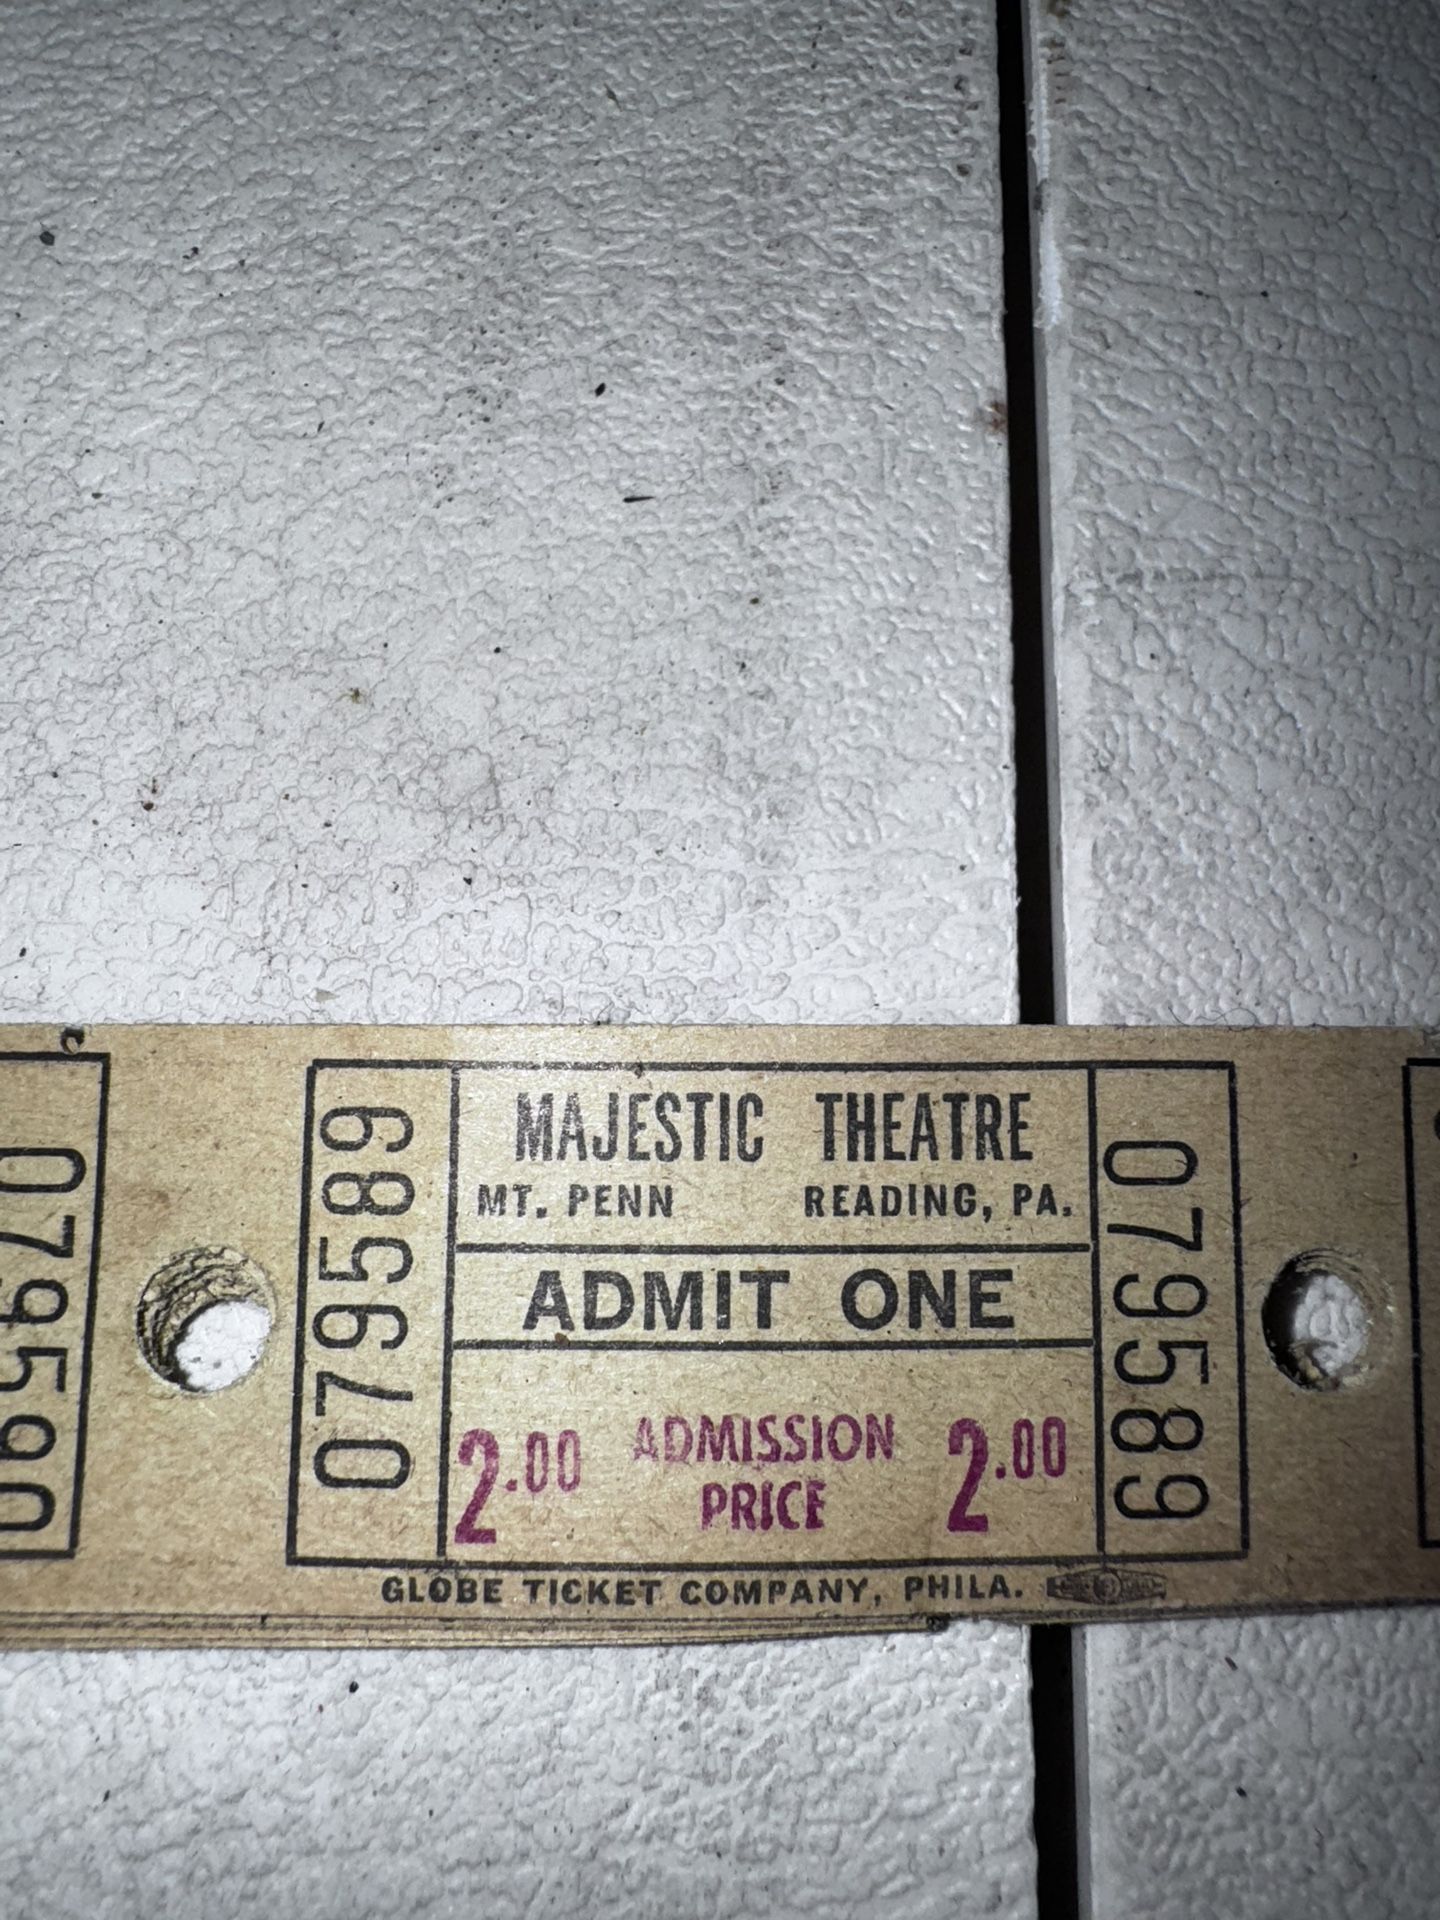 079590
079589
MAJESTIC THEATRE
MT. PENN READING, PA.
ADMIT ONE
2.00 ADMISSION PRICE 2.00
079589
GLOBE TICKET COMPANY, PHILA.